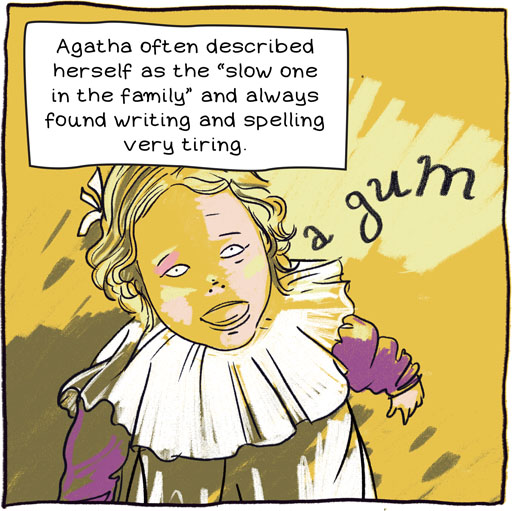 Agatha often described
herself as the “slow one
in the family” and always
found writing and spelling
very tiring.
a gum